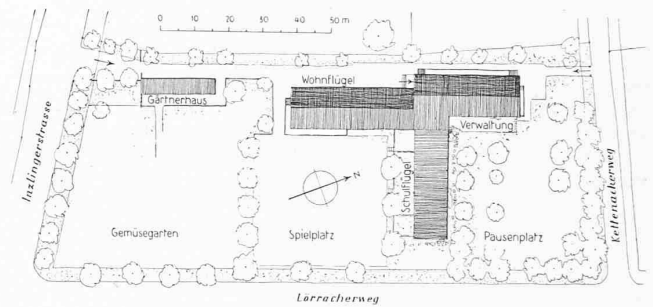 0 10 20 30 40 50 m
Wohnflügel
Gärtnerhaus
Verwaltung
Schulflügel
Inzlingerstrasse
Kettenackerweg
N
Gemüsegarten
Spielplatz
Pausenplatz
Lörracherweg